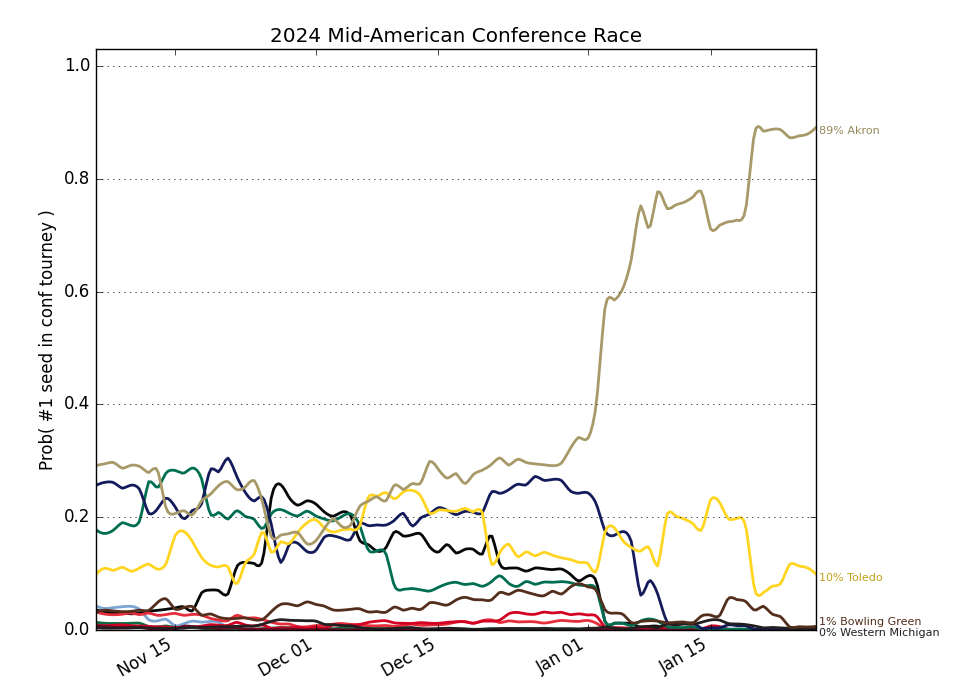 2024 Mid-American Conference Race
Prob( #1 seed in conf tourney )
1.0
0.8
0.6
0.4
0.2
0.0
89% Akron
10% Toledo
1% Bowling Green
0% Western Michigan
Nov 15
Dec 01
Dec 15
Jan 01
Jan 15